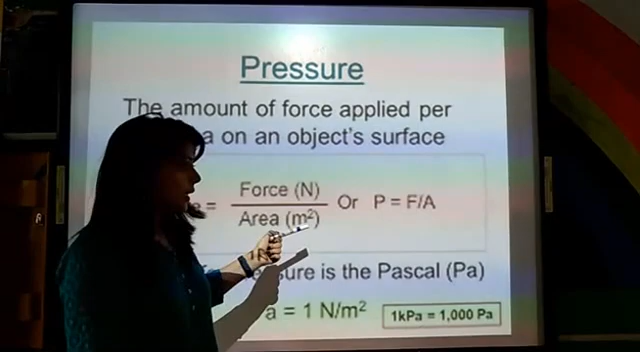 Pressure
The amount of force applied per
a on an object's surface
e = Force (N) Or P = F/A
Area (m²)
sure is the Pascal (Pa)
a = 1 N/m²
1kPa = 1,000 Pa